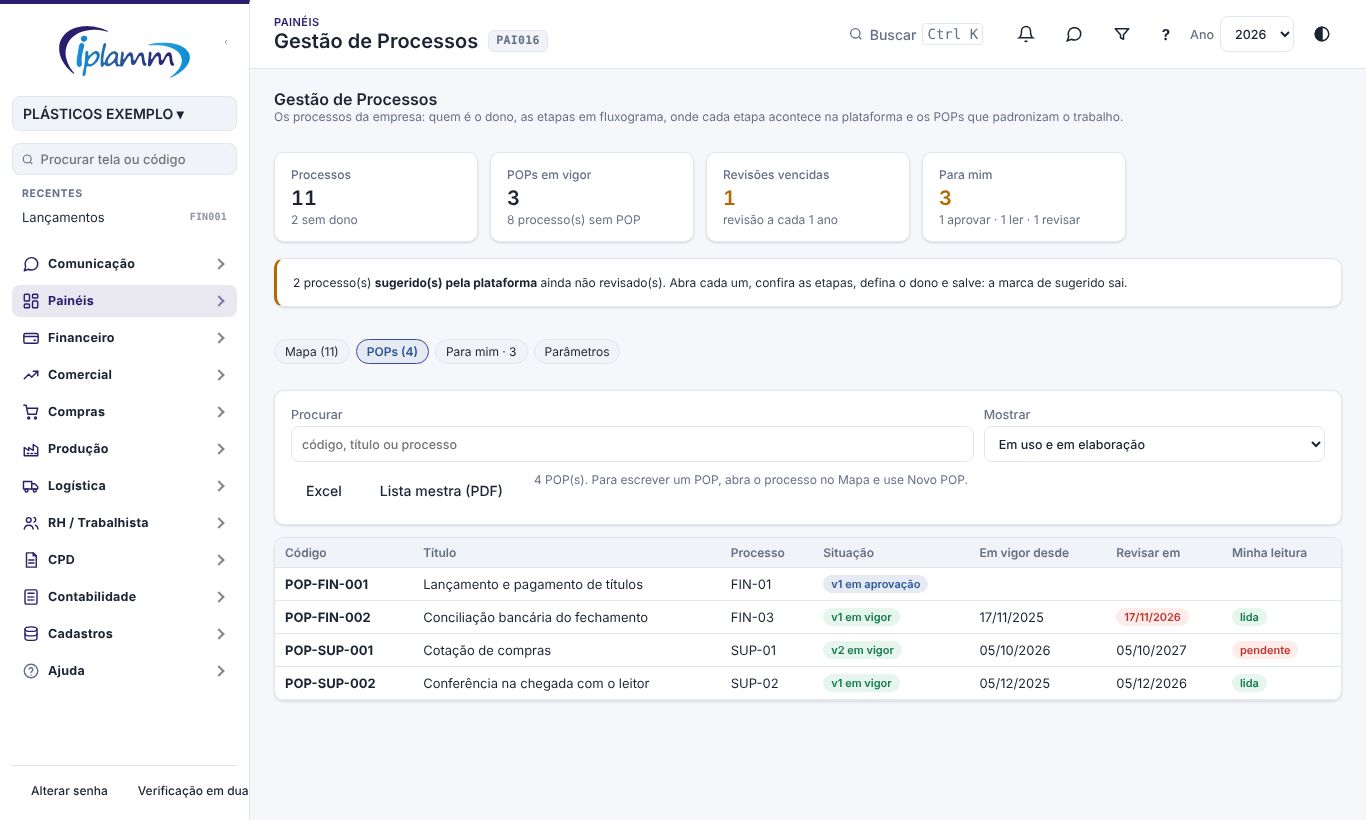 iplamm
PLÁSTICOS EXEMPLO ▾
Procurar tela ou código
RECENTES
Lançamentos FIN001
Comunicação
Painéis
Financeiro
Comercial
Compras
Produção
Logística
RH / Trabalhista
CPD
Contabilidade
Cadastros
Ajuda
Alterar senha Verificação em dua
PAINÉIS
Gestão de Processos PAI016
Buscar Ctrl K ? Ano 2026
Gestão de Processos
Os processos da empresa: quem é o dono, as etapas em fluxograma, onde cada etapa acontece na plataforma e os POPs que padronizam o trabalho.
Processos
11
2 sem dono
POPs em vigor
3
8 processo(s) sem POP
Revisões vencidas
1
revisão a cada 1 ano
Para mim
3
1 aprovar · 1 ler · 1 revisar
2 processo(s) sugerido(s) pela plataforma ainda não revisado(s). Abra cada um, confira as etapas, defina o dono e salve: a marca de sugerido sai.
Mapa (11) POPs (4) Para mim · 3 Parâmetros
Procurar Mostrar
código, título ou processo Em uso e em elaboração
Excel Lista mestra (PDF) 4 POP(s). Para escrever um POP, abra o processo no Mapa e use Novo POP.
Código Título Processo Situação Em vigor desde Revisar em Minha leitura
POP-FIN-001 Lançamento e pagamento de títulos FIN-01 v1 em aprovação
POP-FIN-002 Conciliação bancária do fechamento FIN-03 v1 em vigor 17/11/2025 17/11/2026 lida
POP-SUP-001 Cotação de compras SUP-01 v2 em vigor 05/10/2026 05/10/2027 pendente
POP-SUP-002 Conferência na chegada com o leitor SUP-02 v1 em vigor 05/12/2025 05/12/2026 lida